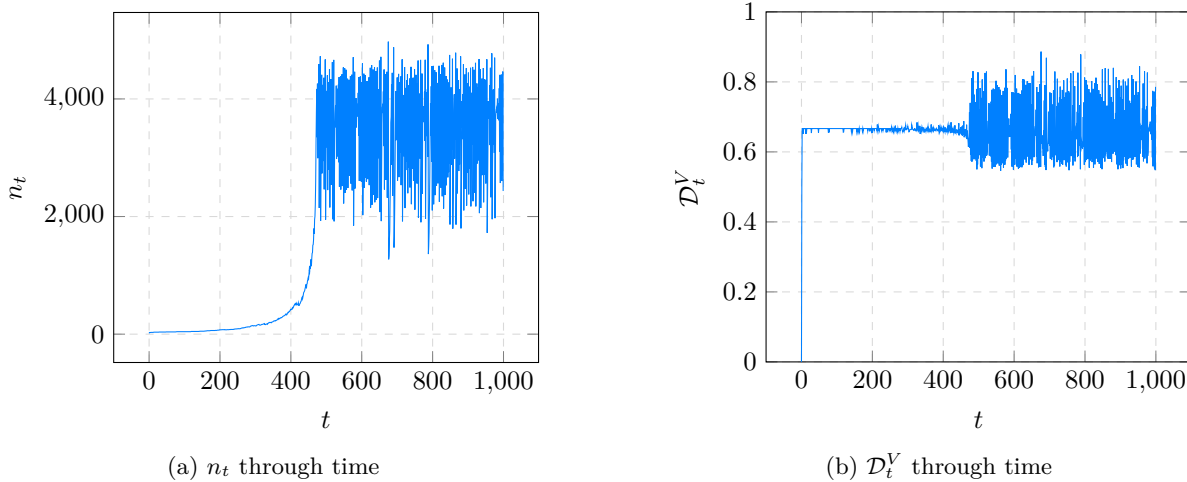 4,000
2,000
0
n_t
0 200 400 600 800 1,000
t
(a) n_t through time
1
0.8
0.6
0.4
0.2
0
𝒟_t^V
0 200 400 600 800 1,000
t
(b) 𝒟_t^V through time